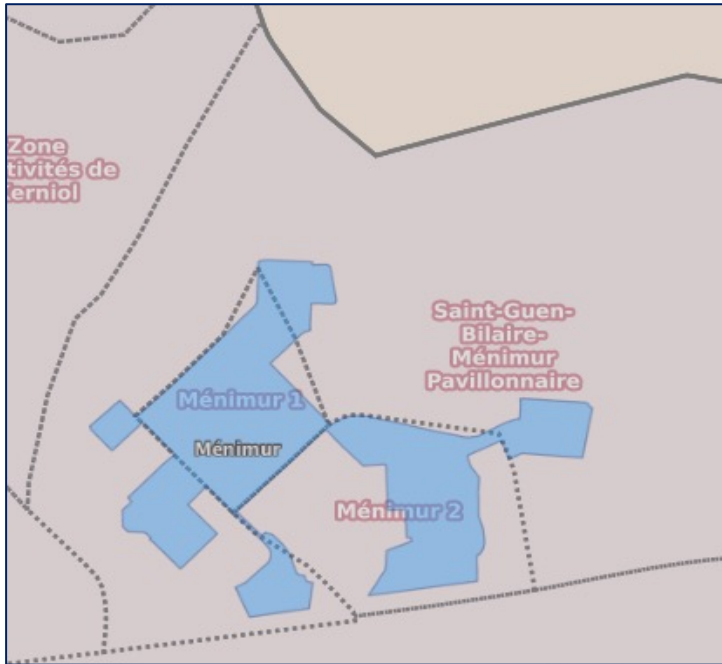 Zone
tivités de
erniol
Saint-Guen-
Bilaire-
Ménimur
Pavillonnaire
Ménimur 1
Ménimur
Ménimur 2